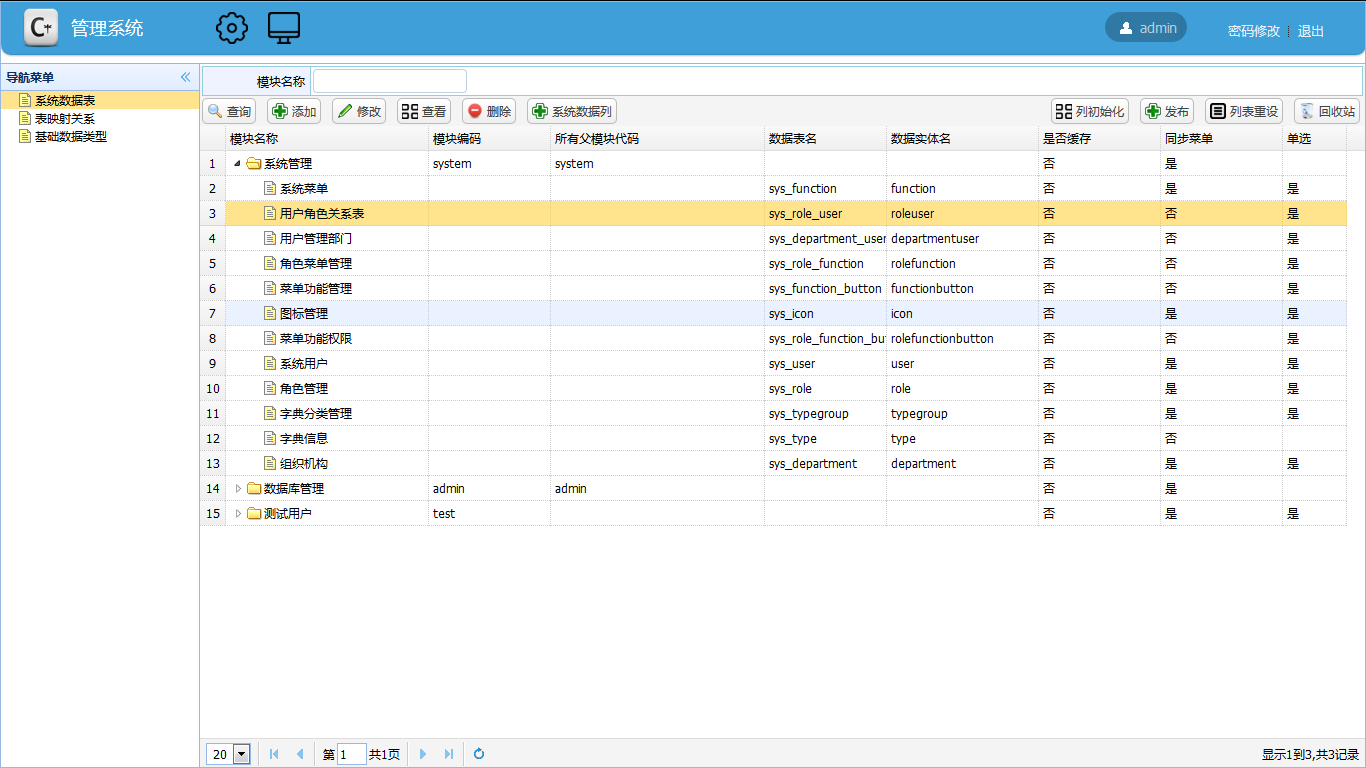 C+ 管理系统 admin 密码修改 | 退出
导航菜单
系统数据表
表映射关系
基础数据类型
模块名称
查询 添加 修改 查看 删除 系统数据列 列初始化 发布 列表重设 回收站
模块名称 模块编码 所有父模块代码 数据表名 数据实体名 是否缓存 同步菜单 单选
1 系统管理 system system 否 是
2 系统菜单 sys_function function 否 是 是
3 用户角色关系表 sys_role_user roleuser 否 否 是
4 用户管理部门 sys_department_user departmentuser 否 否 是
5 角色菜单管理 sys_role_function rolefunction 否 否 是
6 菜单功能管理 sys_function_button functionbutton 否 否 是
7 图标管理 sys_icon icon 否 是 是
8 菜单功能权限 sys_role_function_but rolefunctionbutton 否 否 是
9 系统用户 sys_user user 否 是 是
10 角色管理 sys_role role 否 是 是
11 字典分类管理 sys_typegroup typegroup 否 是 是
12 字典信息 sys_type type 否 否
13 组织机构 sys_department department 否 是 是
14 数据库管理 admin admin 否 是
15 测试用户 test 否 是 是
20 第 1 共1页 显示1到3,共3记录